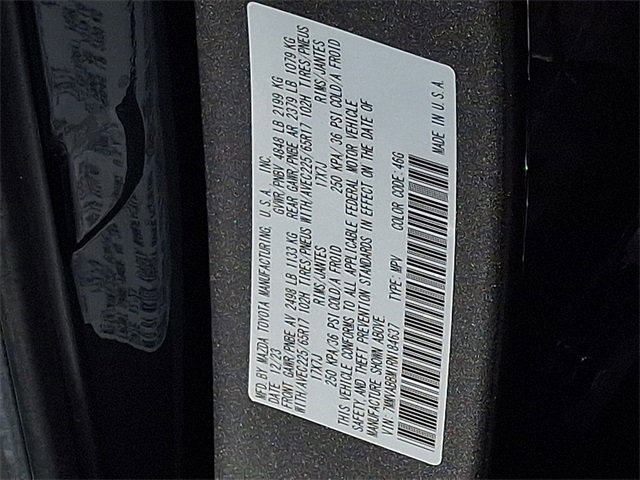 MFD. BY MAZDA TOYOTA MANUFACTURING, U.S.A., INC.
DATE 12/23 GVWR/PNBV 4848 LB 2199 KG
FRONT GAWR/PNBE AV 2498 LB 1133 KG REAR GAWR/PNBE AR 2379 LB 1079 KG
WITH/AVEC225/65R17 102H TIRES/PNEUS WITH/AVEC225/65R17 102H TIRES/PNEUS
17X7J RIMS/JANTES 17X7J RIMS/JANTES
250 KPA/36 PSI COLD/A FROID 250 KPA/36 PSI COLD/A FROID
THIS VEHICLE CONFORMS TO ALL APPLICABLE FEDERAL MOTOR VEHICLE
SAFETY, AND THEFT PREVENTION STANDARDS IN EFFECT ON THE DATE OF
MANUFACTURE SHOWN ABOVE.
VIN: 7MMVABBM1RN184637 TYPE: MPV COLOR CODE: 46G
MADE IN U.S.A.